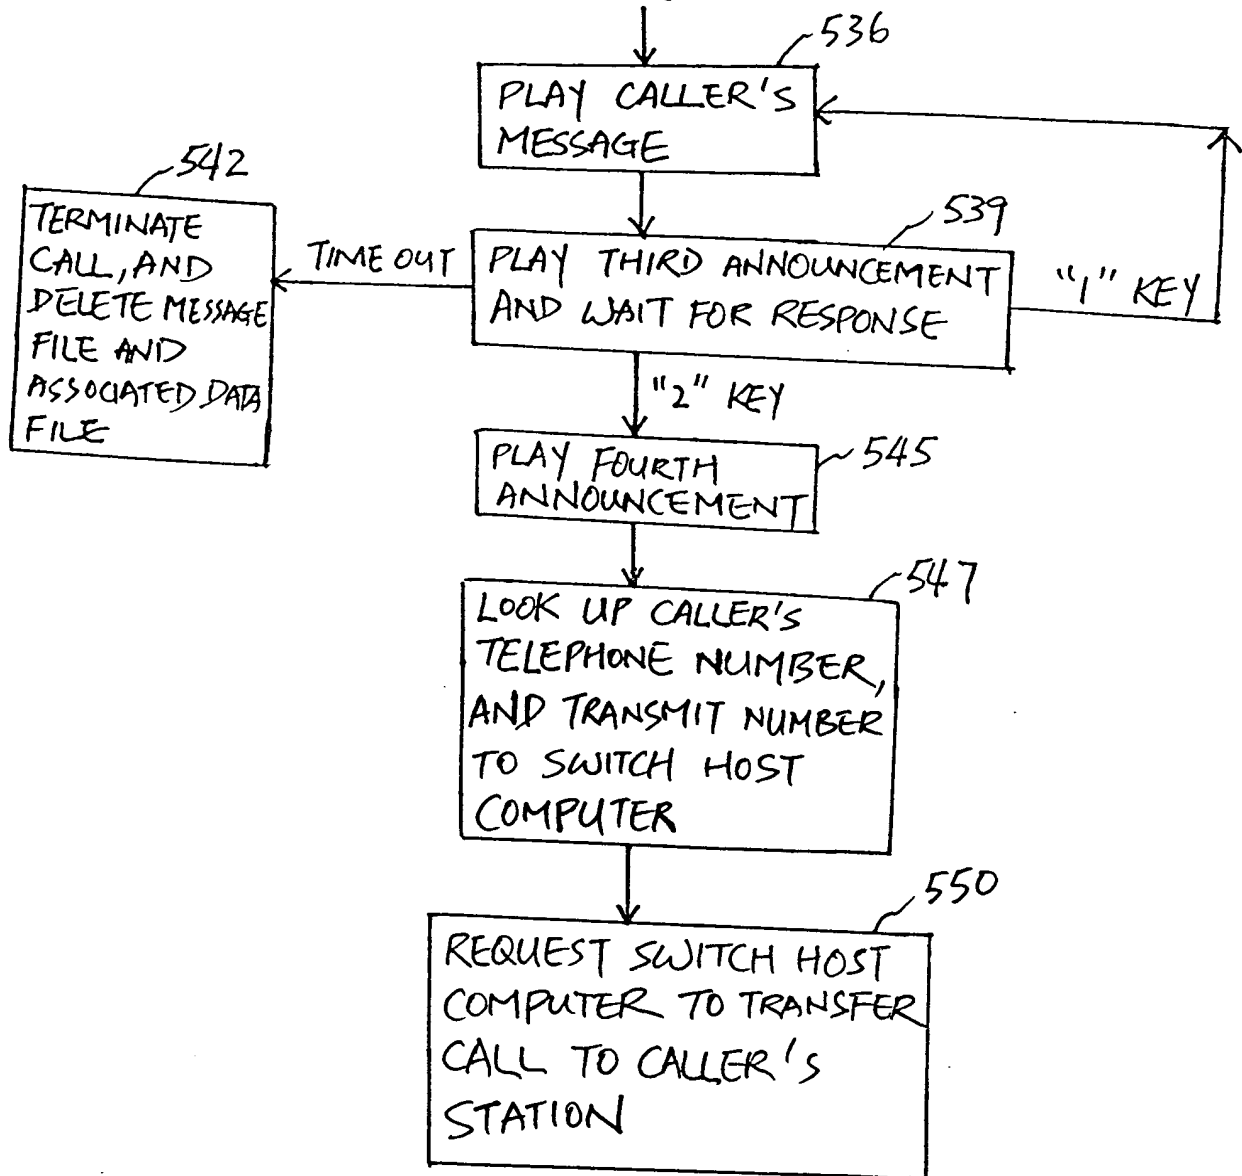 536
PLAY CALLER'S
MESSAGE
542
TERMINATE
CALL, AND
DELETE MESSAGE
FILE AND
ASSOCIATED DATA
FILE
TIME OUT
539
PLAY THIRD ANNOUNCEMENT
AND WAIT FOR RESPONSE
"1" KEY
"2" KEY
545
PLAY FOURTH
ANNOUNCEMENT
547
LOOK UP CALLER'S
TELEPHONE NUMBER,
AND TRANSMIT NUMBER
TO SWITCH HOST
COMPUTER
550
REQUEST SWITCH HOST
COMPUTER TO TRANSFER
CALL TO CALLER'S
STATION